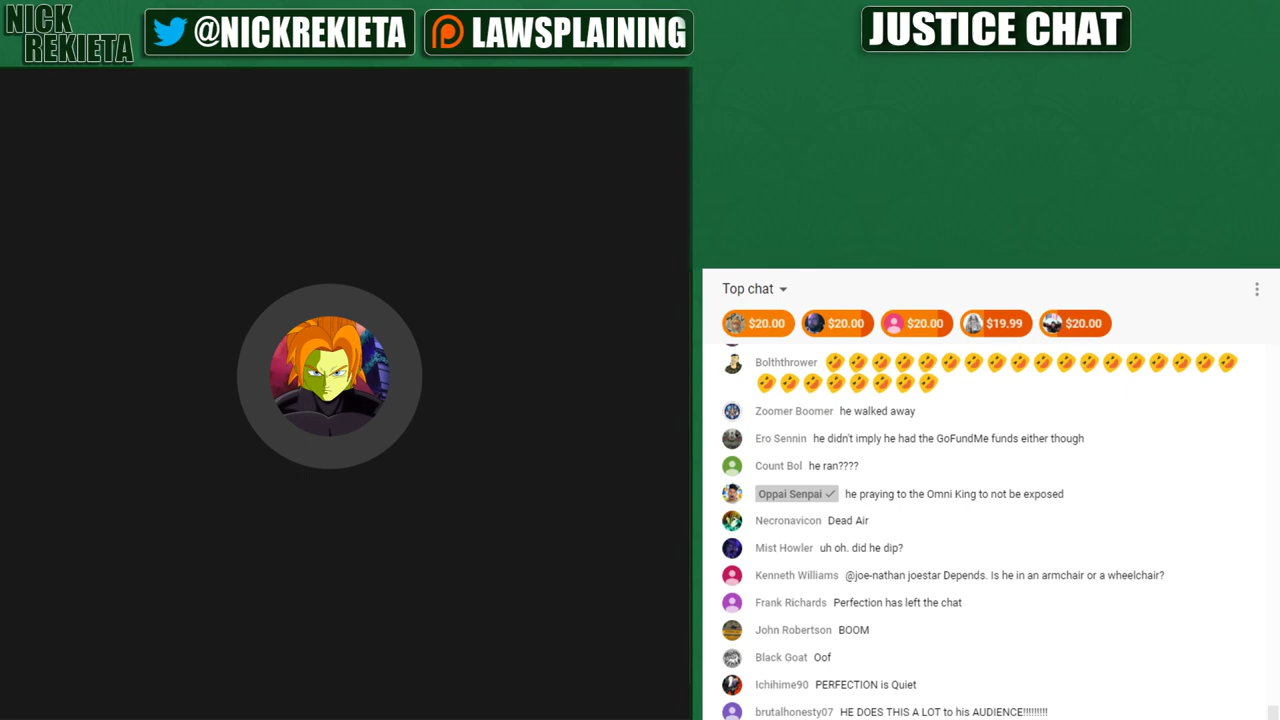 NICK
REKIETA
@NICKREKIETA
LAWSPLAINING
JUSTICE CHAT
Top chat
$20.00 $20.00 $20.00 $19.99 $20.00
Bolththrower
Zoomer Boomer he walked away
Ero Sennin he didn't imply he had the GoFundMe funds either though
Count Bol he ran????
Oppai Senpai he praying to the Omni King to not be exposed
Necronavicon Dead Air
Mist Howler uh oh. did he dip?
Kenneth Williams @joe-nathan joestar Depends. Is he in an armchair or a wheelchair?
Frank Richards Perfection has left the chat
John Robertson BOOM
Black Goat Oof
Ichihime90 PERFECTION is Quiet
brutalhonesty07 HE DOES THIS A LOT to his AUDIENCE!!!!!!!!!